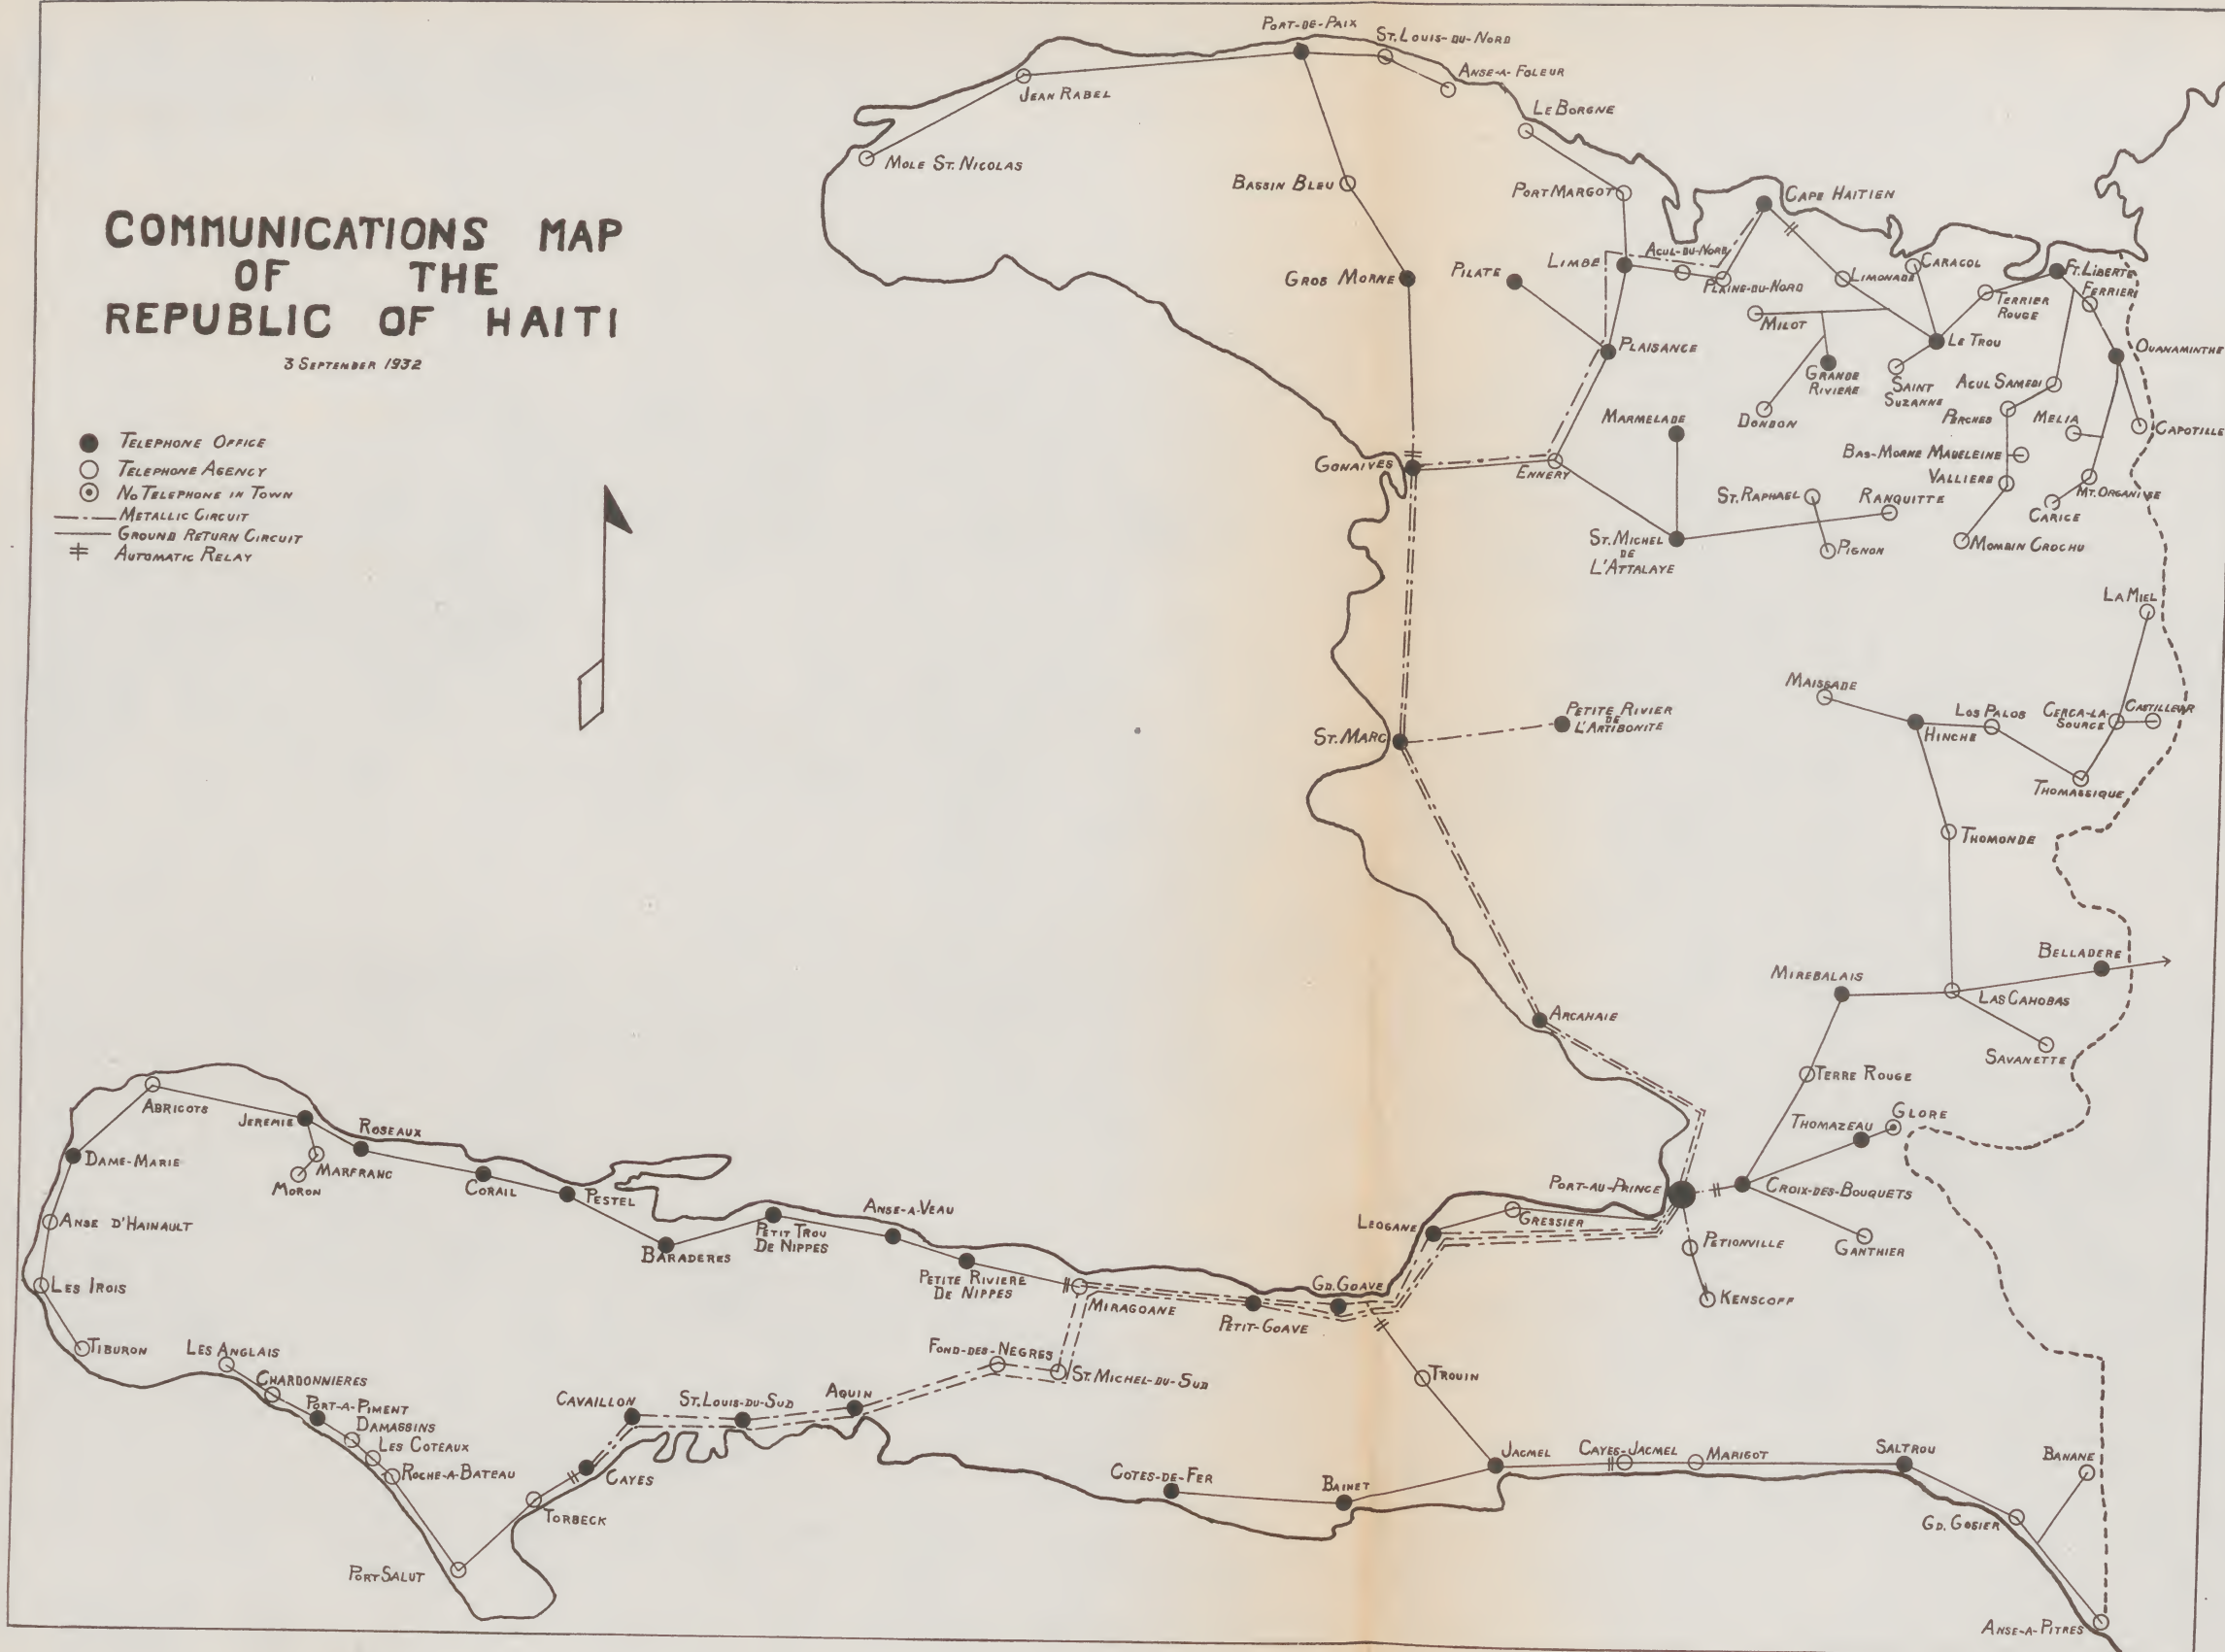 COMMUNICATIONS MAP
OF THE
REPUBLIC OF HAITI
3 SEPTEMBER 1932
TELEPHONE OFFICE
TELEPHONE AGENCY
NO TELEPHONE IN TOWN
METALLIC CIRCUIT
GROUND RETURN CIRCUIT
AUTOMATIC RELAY
PORT-DE-PAIX
ST. LOUIS-DU-NORD
ANSE-A-FOLEUR
JEAN RABEL
LE BORGNE
MOLE ST. NICOLAS
BASSIN BLEU
PORT MARGOT
CAPE HAITIEN
GROS MORNE
PILATE
LIMBE
ACUL-DU-NORD
PLAINE-DU-NORD
LIMONADE
CARACOL
FT. LIBERTE
FERRIER
TERRIER
ROUGE
MILOT
PLAISANCE
LE TROU
OUANAMINTHE
GRANDE
RIVIERE
SAINT
SUZANNE
ACUL SAMEDI
MARMELADE
DONDON
PERCHES
MELIA
CAPOTILLE
GONAIVES
ENNERY
BAS-MORNE MADELEINE
VALLIERE
ST. RAPHAEL
RANQUITTE
MT. ORGANISE
CARICE
ST. MICHEL
DE
L'ATTALAYE
PIGNON
MOMBIN CROCHU
LA MIEL
MAISSADE
PETITE RIVIER
DE
L'ARTIBONITE
ST. MARC
HINCHE
LOS PALOS
CERCA-LA-
SOURCE
CASTILLEUR
THOMASSIQUE
THOMONDE
BELLADERE
MIREBALAIS
LAS CAHOBAS
ARCAHAIE
SAVANETTE
TERRE ROUGE
GLORE
THOMAZEAU
ABRICOTS
JEREMIE
ROSEAUX
DAME-MARIE
MARFRANC
MORON
CORAIL
PESTEL
PORT-AU-PRINCE
CROIX-DES-BOUQUETS
ANSE D'HAINAULT
BARADERES
PETIT TROU
DE NIPPES
ANSE-A-VEAU
LEOGANE
GRESSIER
PETIONVILLE
GANTHIER
LES IROIS
PETITE RIVIERE
DE NIPPES
MIRAGOANE
GD. GOAVE
PETIT-GOAVE
KENSCOFF
TIBURON
LES ANGLAIS
FOND-DES-NEGRES
ST. MICHEL-DU-SUD
TROUIN
CHARDONNIERES
PORT-A-PIMENT
DAMASSINS
LES COTEAUX
ROCHE-A-BATEAU
CAVAILLON
ST. LOUIS-DU-SUD
AQUIN
CAYES
TORBECK
COTES-DE-FER
BAINET
JACMEL
CAYES-JACMEL
MARIGOT
SALTROU
BANANE
GD. GOSIER
PORT SALUT
ANSE-A-PITRES